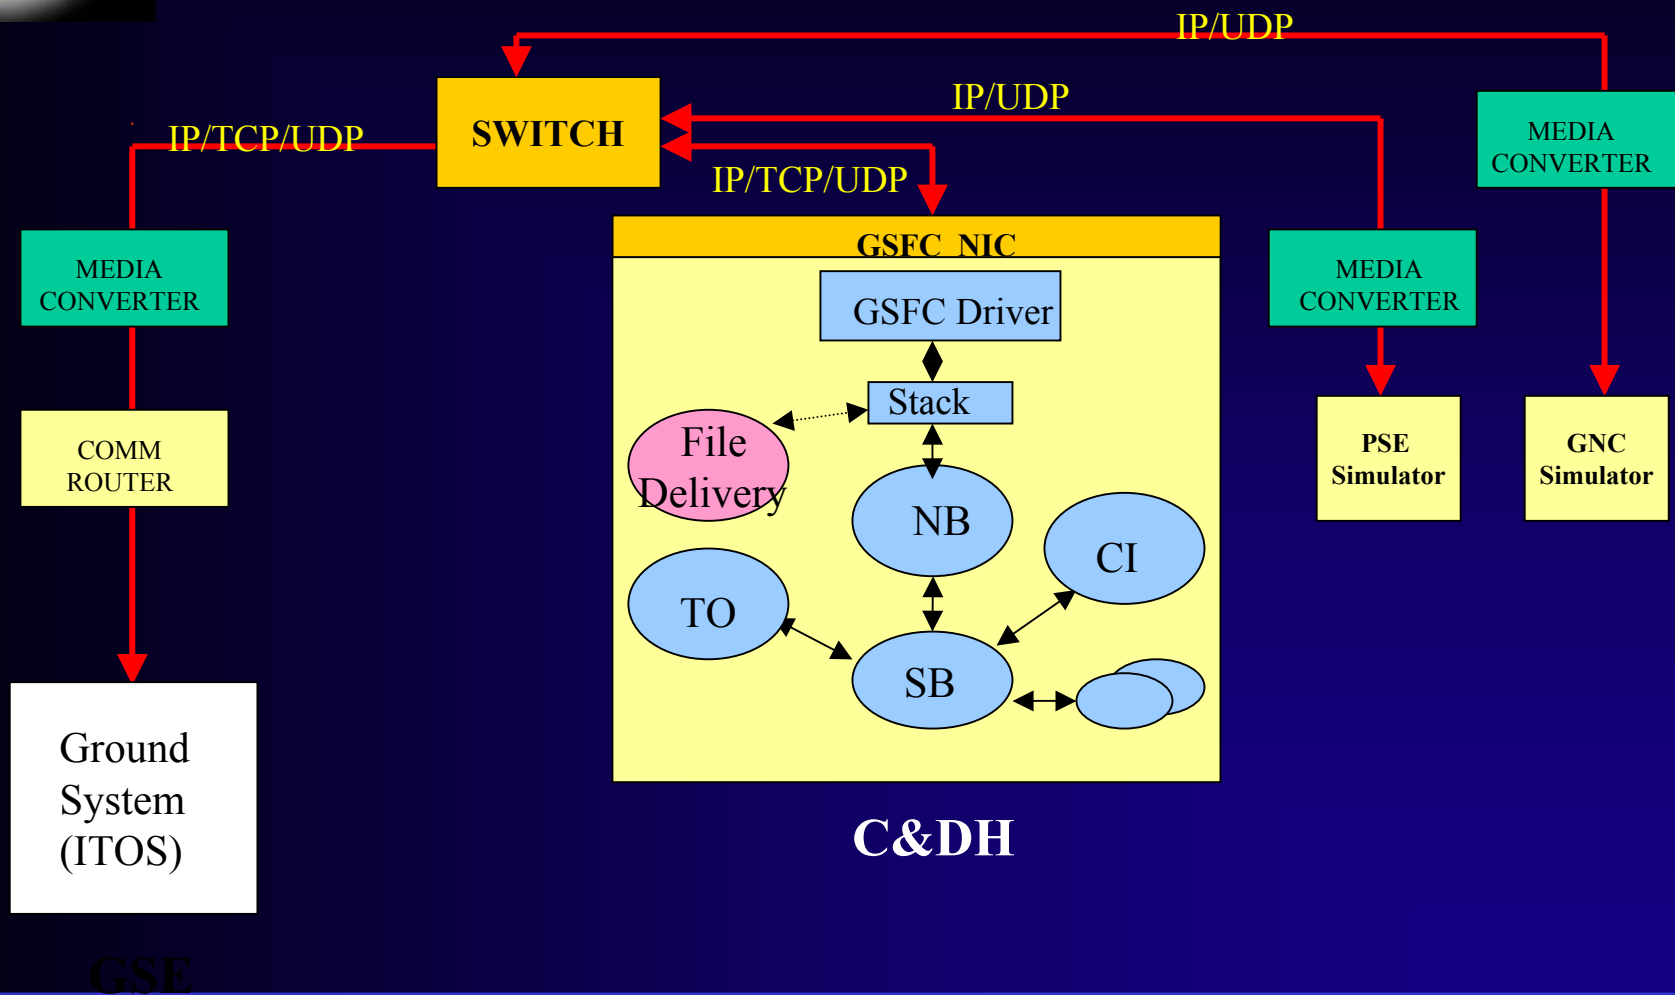 IP/UDP
IP/UDP
SWITCH
IP/TCP/UDP
IP/TCP/UDP
MEDIA
CONVERTER
GSFC NIC
MEDIA
CONVERTER
MEDIA
CONVERTER
GSFC Driver
Stack
File
Delivery
COMM
ROUTER
PSE
Simulator
GNC
Simulator
NB
CI
TO
SB
Ground
System
(ITOS)
C&DH
GSE